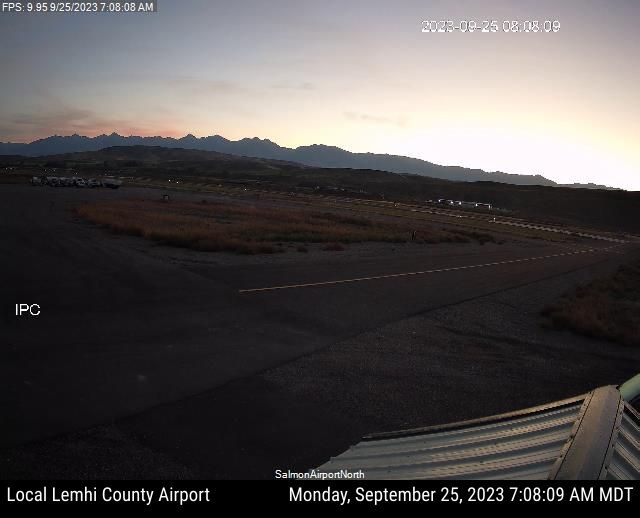 FPS: 9.95 9/25/2023 7:08:08 AM
2023-09-25 08:08:09
IPC
SalmonAirportNorth
Local Lemhi County Airport Monday, September 25, 2023 7:08:09 AM MDT